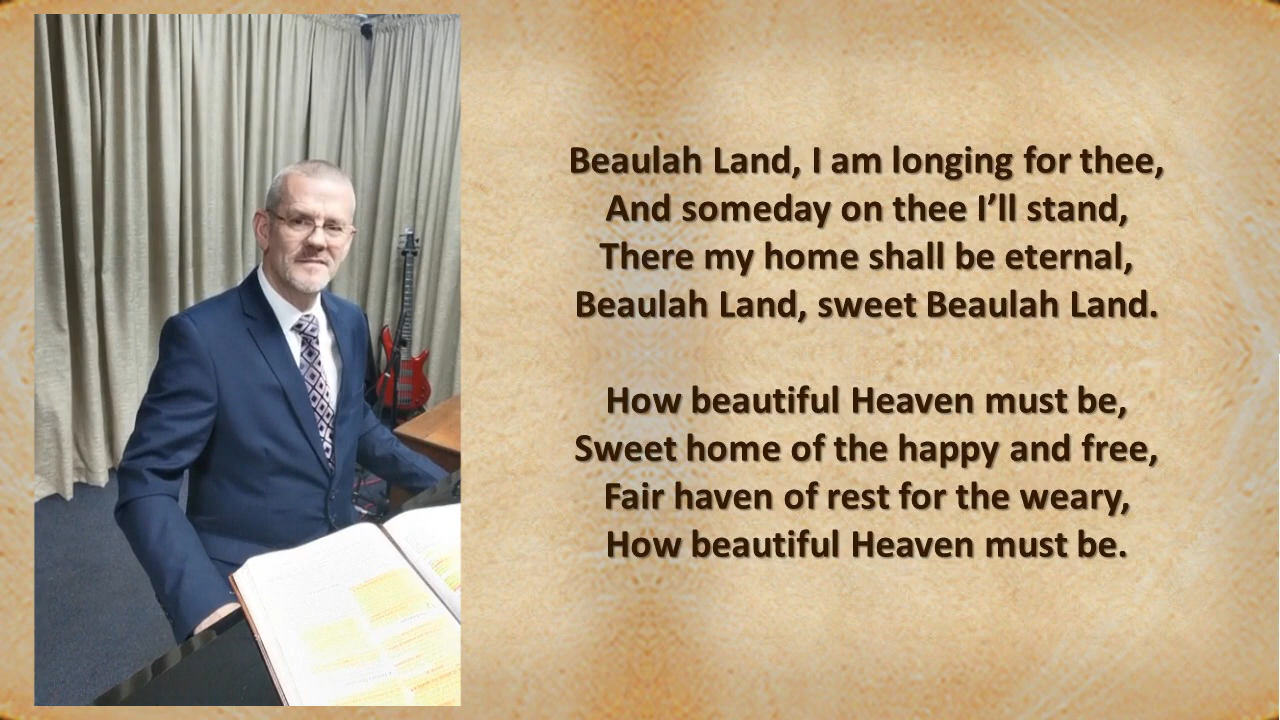 Beaulah Land, I am longing for thee,
And someday on thee I’ll stand,
There my home shall be eternal,
Beaulah Land, sweet Beaulah Land.
How beautiful Heaven must be,
Sweet home of the happy and free,
Fair haven of rest for the weary,
How beautiful Heaven must be.